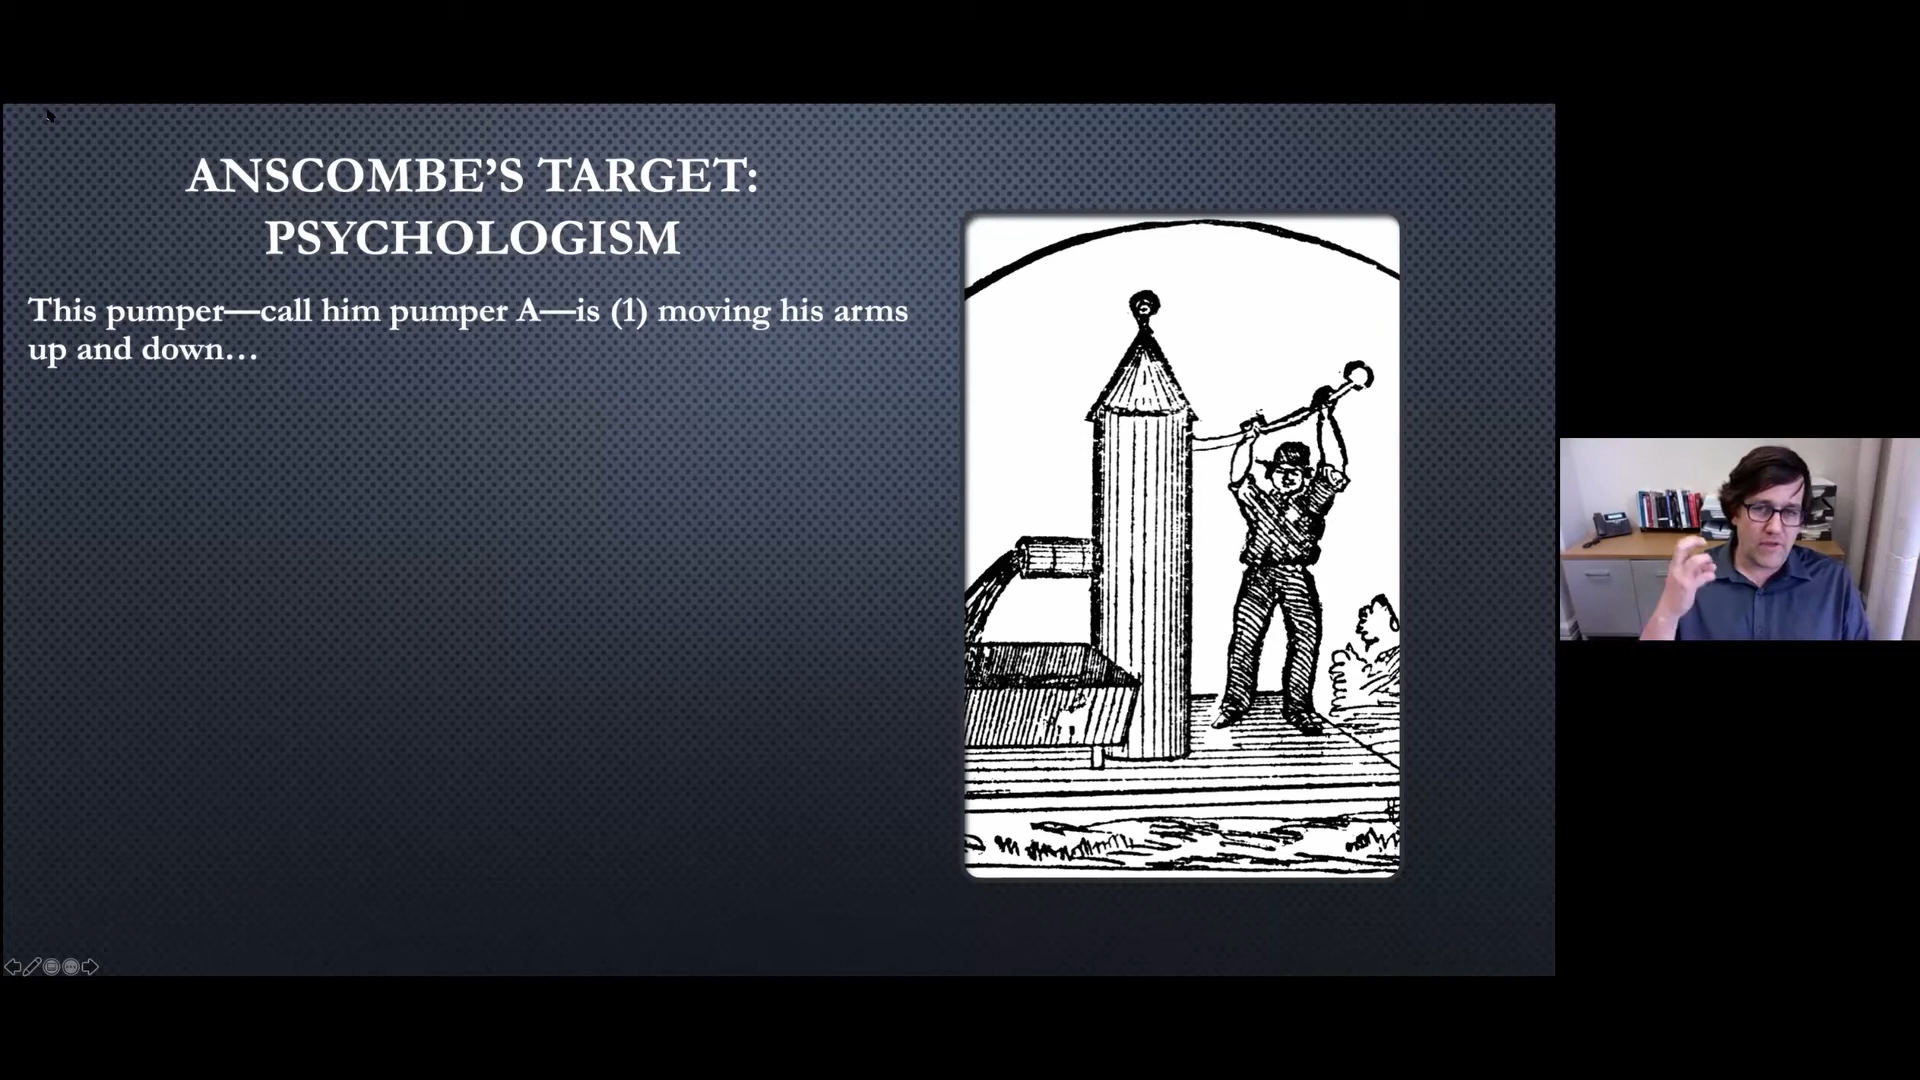 ANSCOMBE’S TARGET:
PSYCHOLOGISM
This pumper—call him pumper A—is (1) moving his arms
up and down…